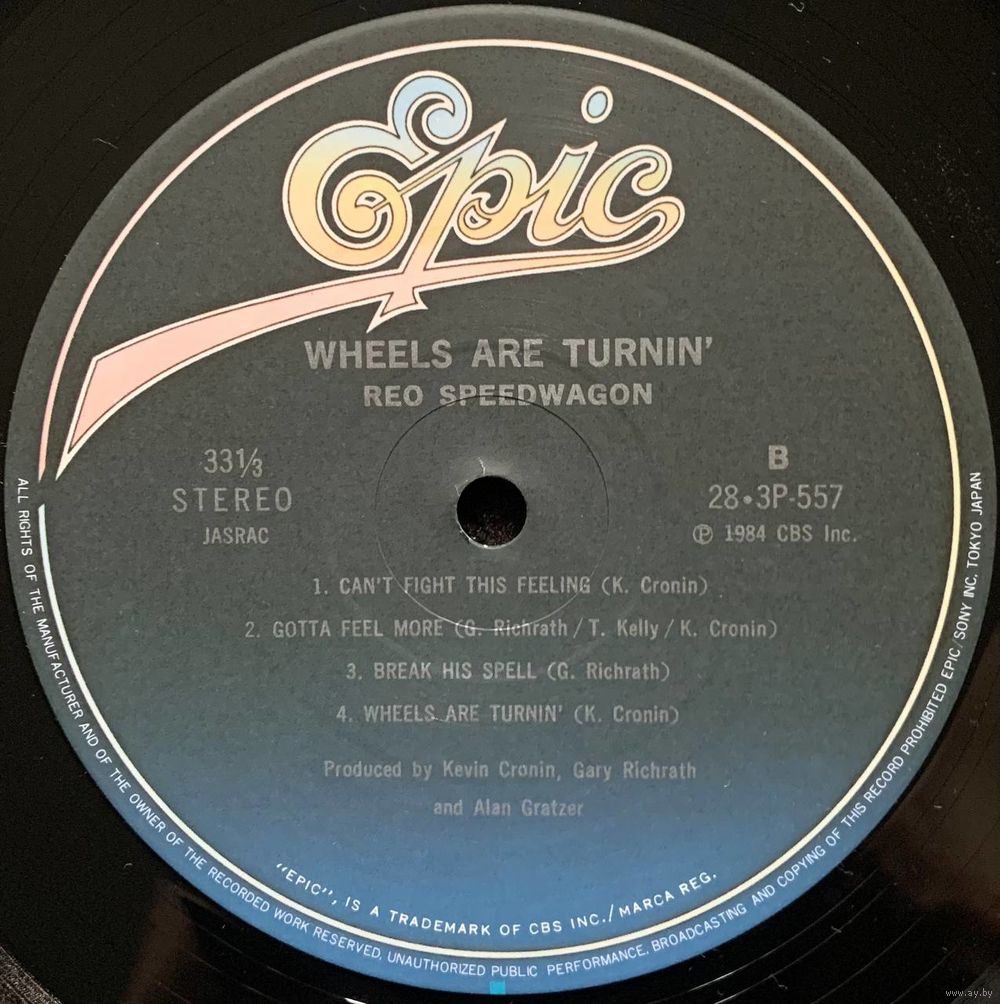 Epic
WHEELS ARE TURNIN'
REO SPEEDWAGON
33⅓
STEREO
JASRAC
B
28•3P-557
Ⓟ 1984 CBS Inc.
1. CAN'T FIGHT THIS FEELING (K. Cronin)
2. GOTTA FEEL MORE (G. Richrath / T. Kelly / K. Cronin)
3. BREAK HIS SPELL (G. Richrath)
4. WHEELS ARE TURNIN' (K. Cronin)
Produced by Kevin Cronin, Gary Richrath
and Alan Gratzer
"EPIC", IS A TRADEMARK OF CBS INC./MARCA REG.
ALL RIGHTS OF THE MANUFACTURER AND OF THE OWNER OF THE RECORDED WORK RESERVED, UNAUTHORIZED PUBLIC PERFORMANCE. BROADCASTING AND COPYING OF THIS RECORD PROHIBITED EPIC/SONY INC. TOKYO JAPAN
www.ay.by